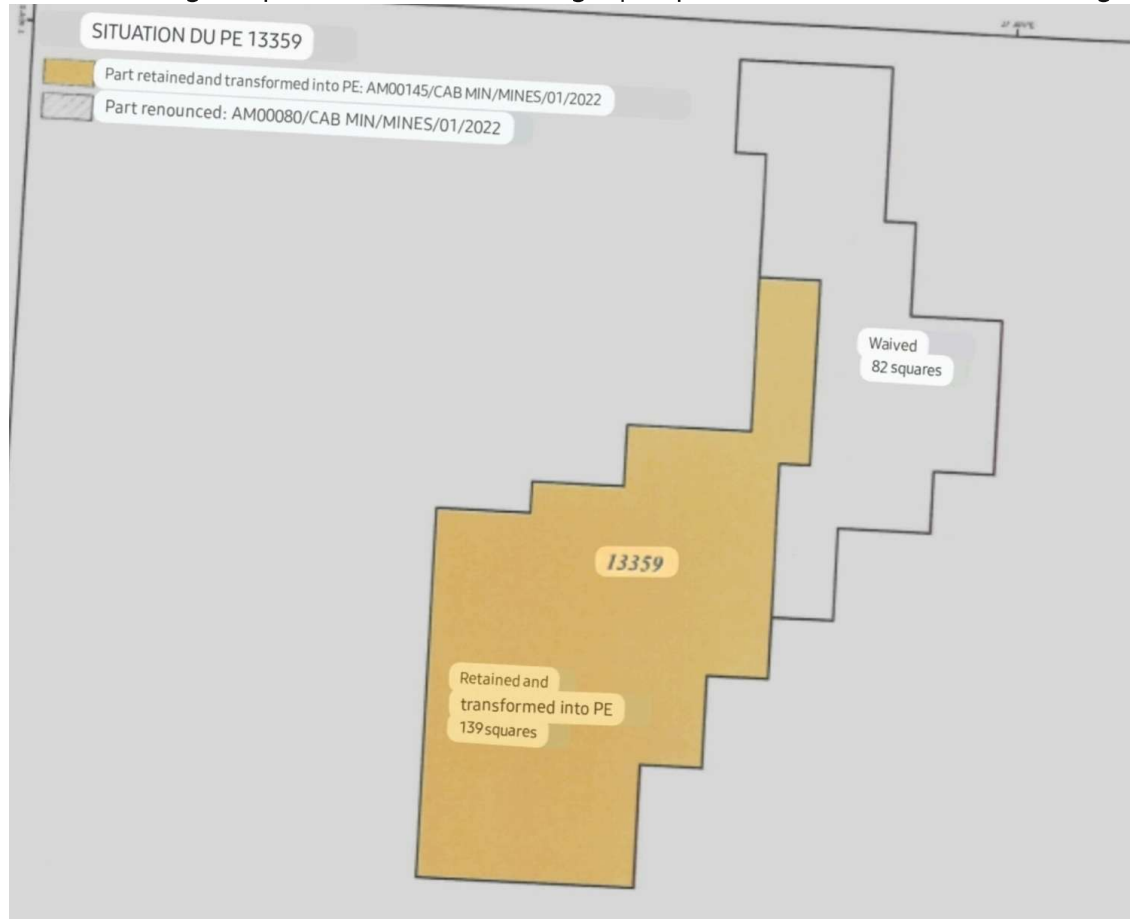 SITUATION DU PE 13359
Part retained and transformed into PE: AM00145/CAB MIN/MINES/01/2022
Part renounced: AM00080/CAB MIN/MINES/01/2022
Waived
82 squares
13359
Retained and
transformed into PE
139 squares